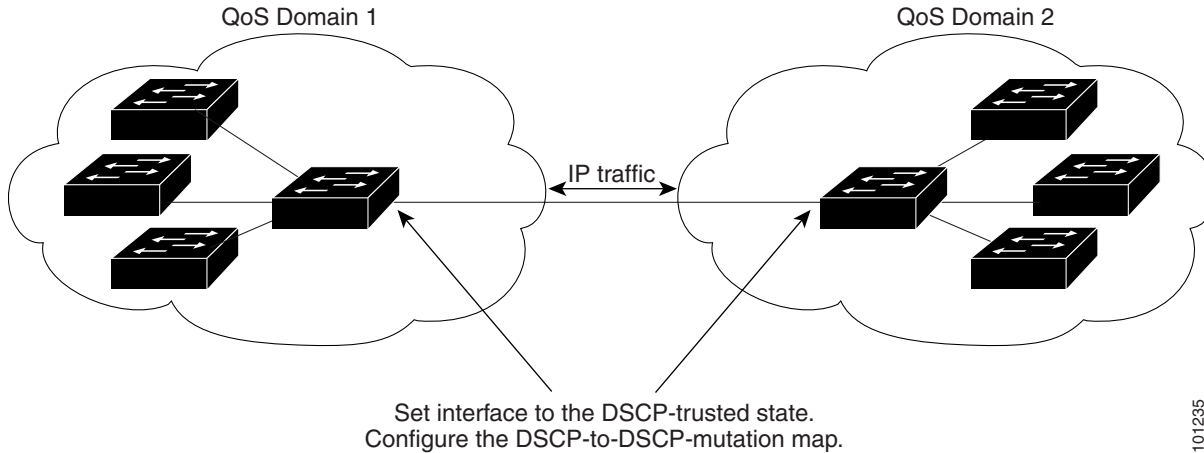 QoS Domain 1
QoS Domain 2
IP traffic
Set interface to the DSCP-trusted state.
Configure the DSCP-to-DSCP-mutation map.
101235